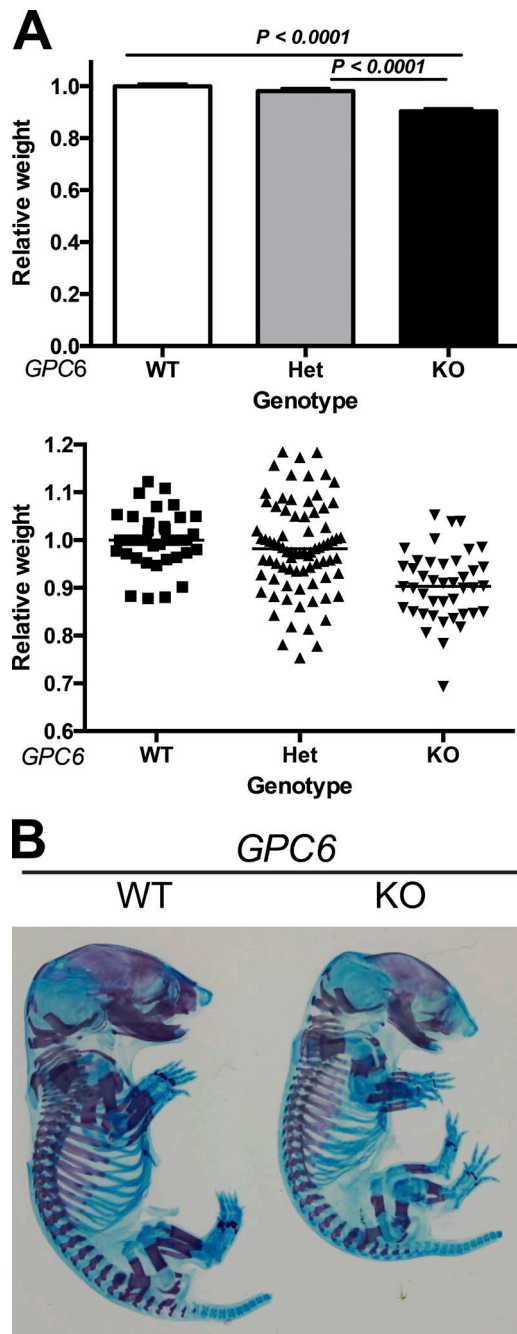 A
P < 0.0001
P < 0.0001
Relative weight
1.0
0.8
0.6
0.4
0.2
0.0
GPC6 WT Het KO
Genotype
Relative weight
1.2
1.1
1.0
0.9
0.8
0.7
0.6
GPC6 WT Het KO
Genotype
B
GPC6
WT KO